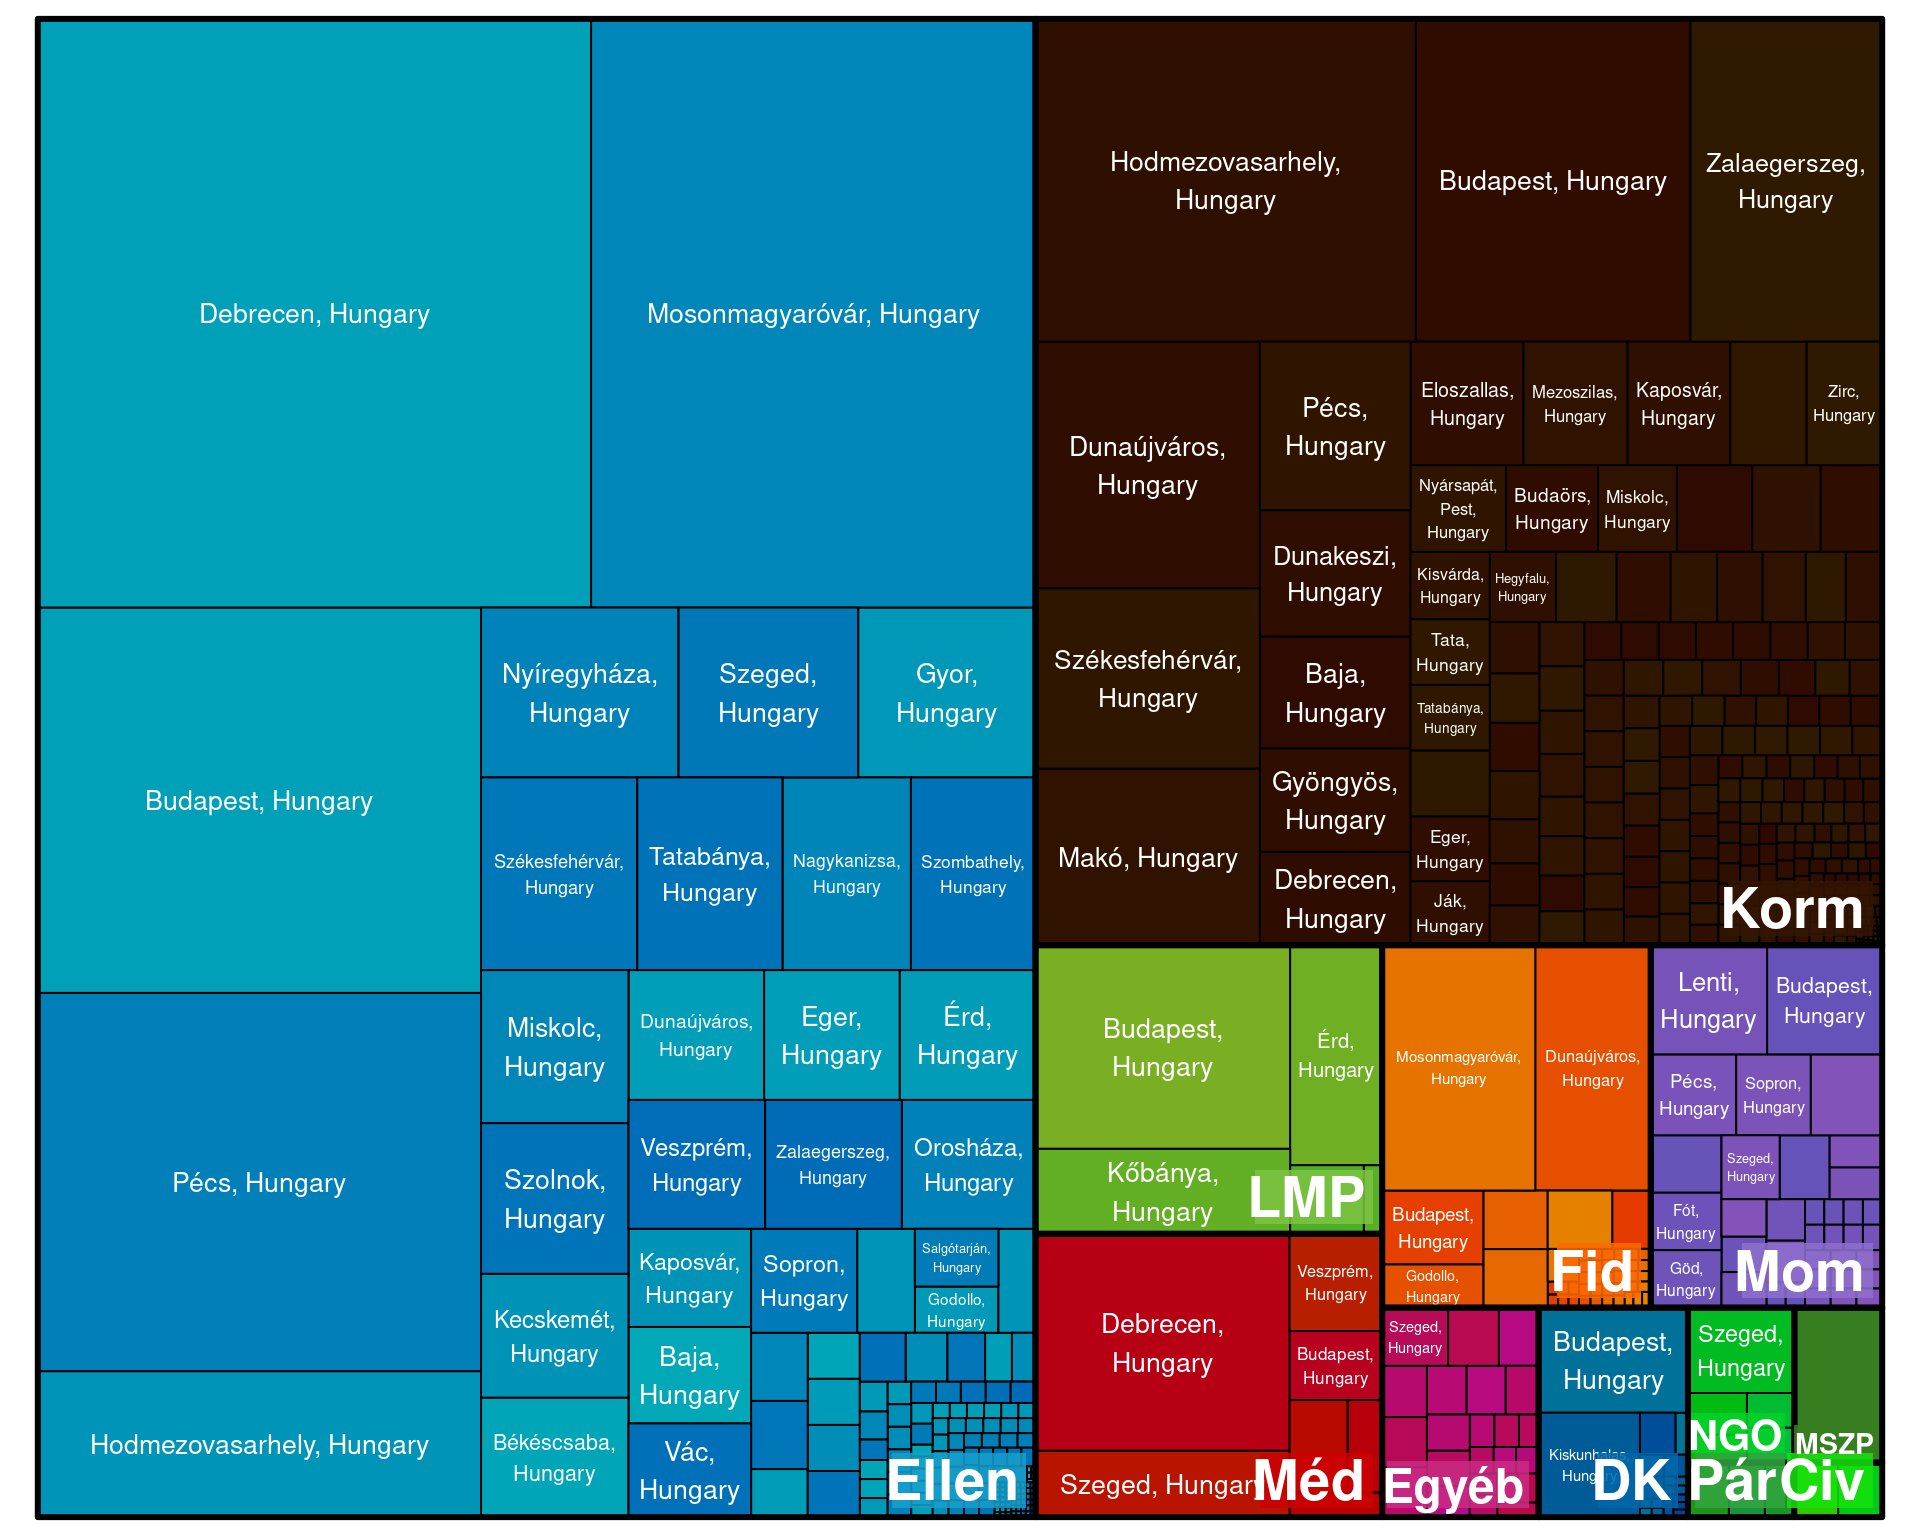 Debrecen, Hungary
Mosonmagyaróvár, Hungary
Budapest, Hungary
Nyíregyháza,
Hungary
Szeged,
Hungary
Gyor,
Hungary
Székesfehérvár,
Hungary
Tatabánya,
Hungary
Nagykanizsa,
Hungary
Szombathely,
Hungary
Pécs, Hungary
Miskolc,
Hungary
Dunaújváros,
Hungary
Eger,
Hungary
Érd,
Hungary
Szolnok,
Hungary
Veszprém,
Hungary
Zalaegerszeg,
Hungary
Orosháza,
Hungary
Kecskemét,
Hungary
Kaposvár,
Hungary
Sopron,
Hungary
Salgótarján,
Hungary
Godollo,
Hungary
Baja,
Hungary
Hodmezovasarhely, Hungary
Békéscsaba,
Hungary
Vác,
Hungary
Ellen
Hodmezovasarhely,
Hungary
Budapest, Hungary
Zalaegerszeg,
Hungary
Dunaújváros,
Hungary
Pécs,
Hungary
Eloszallas,
Hungary
Mezoszilas,
Hungary
Kaposvár,
Hungary
Zirc,
Hungary
Nyársapát,
Pest,
Hungary
Budaörs,
Hungary
Miskolc,
Hungary
Dunakeszi,
Hungary
Kisvárda,
Hungary
Hegyfalu,
Hungary
Székesfehérvár,
Hungary
Baja,
Hungary
Tata,
Hungary
Tatabánya,
Hungary
Makó, Hungary
Gyöngyös,
Hungary
Eger,
Hungary
Debrecen,
Hungary
Ják,
Hungary
Korm
Budapest,
Hungary
Érd,
Hungary
Kőbánya,
Hungary
LMP
Debrecen,
Hungary
Veszprém,
Hungary
Budapest,
Hungary
Szeged, Hungary
Méd
Mosonmagyaróvár,
Hungary
Dunaújváros,
Hungary
Budapest,
Hungary
Godollo,
Hungary
Fid
Lenti,
Hungary
Budapest,
Hungary
Pécs,
Hungary
Sopron,
Hungary
Szeged,
Hungary
Fót,
Hungary
Göd,
Hungary
Mom
Szeged,
Hungary
Egyéb
Budapest,
Hungary
Kiskunhalas,
Hungary
DK
Szeged,
Hungary
NGO
MSZP
Pár
Civ